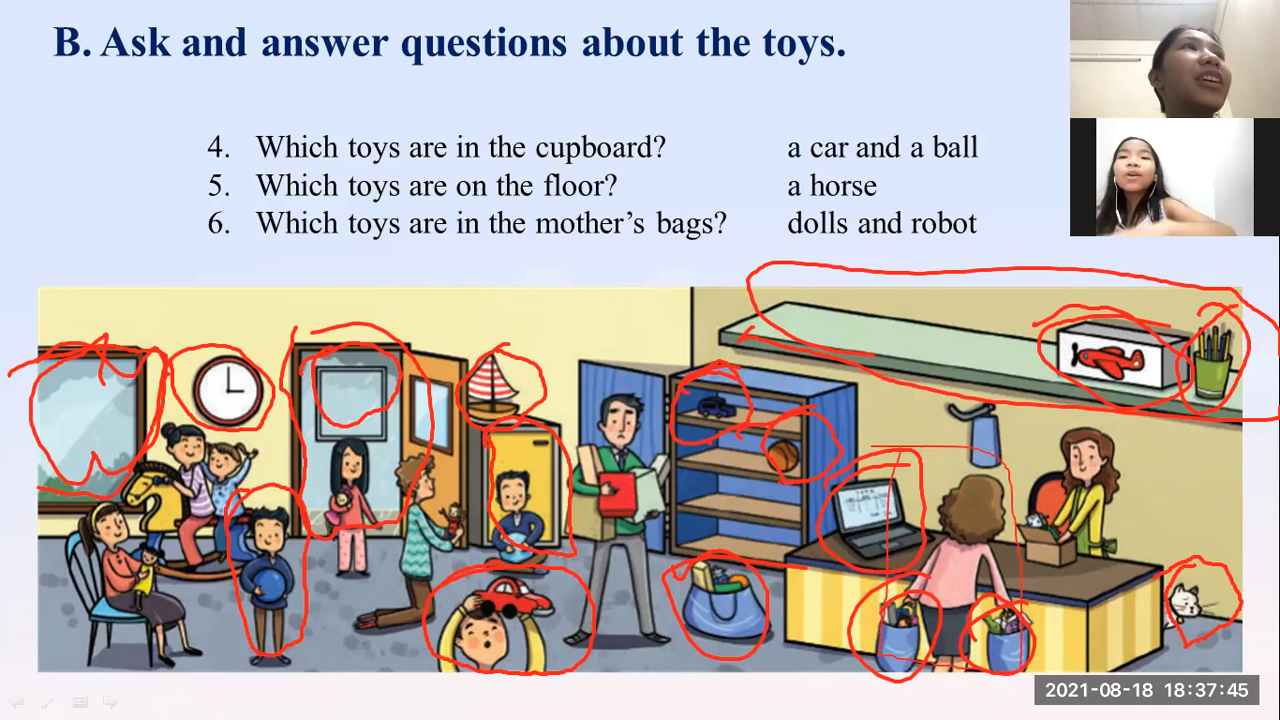 B. Ask and answer questions about the toys.
4. Which toys are in the cupboard? a car and a ball
5. Which toys are on the floor? a horse
6. Which toys are in the mother’s bags? dolls and robot
2021-08-18 18:37:45